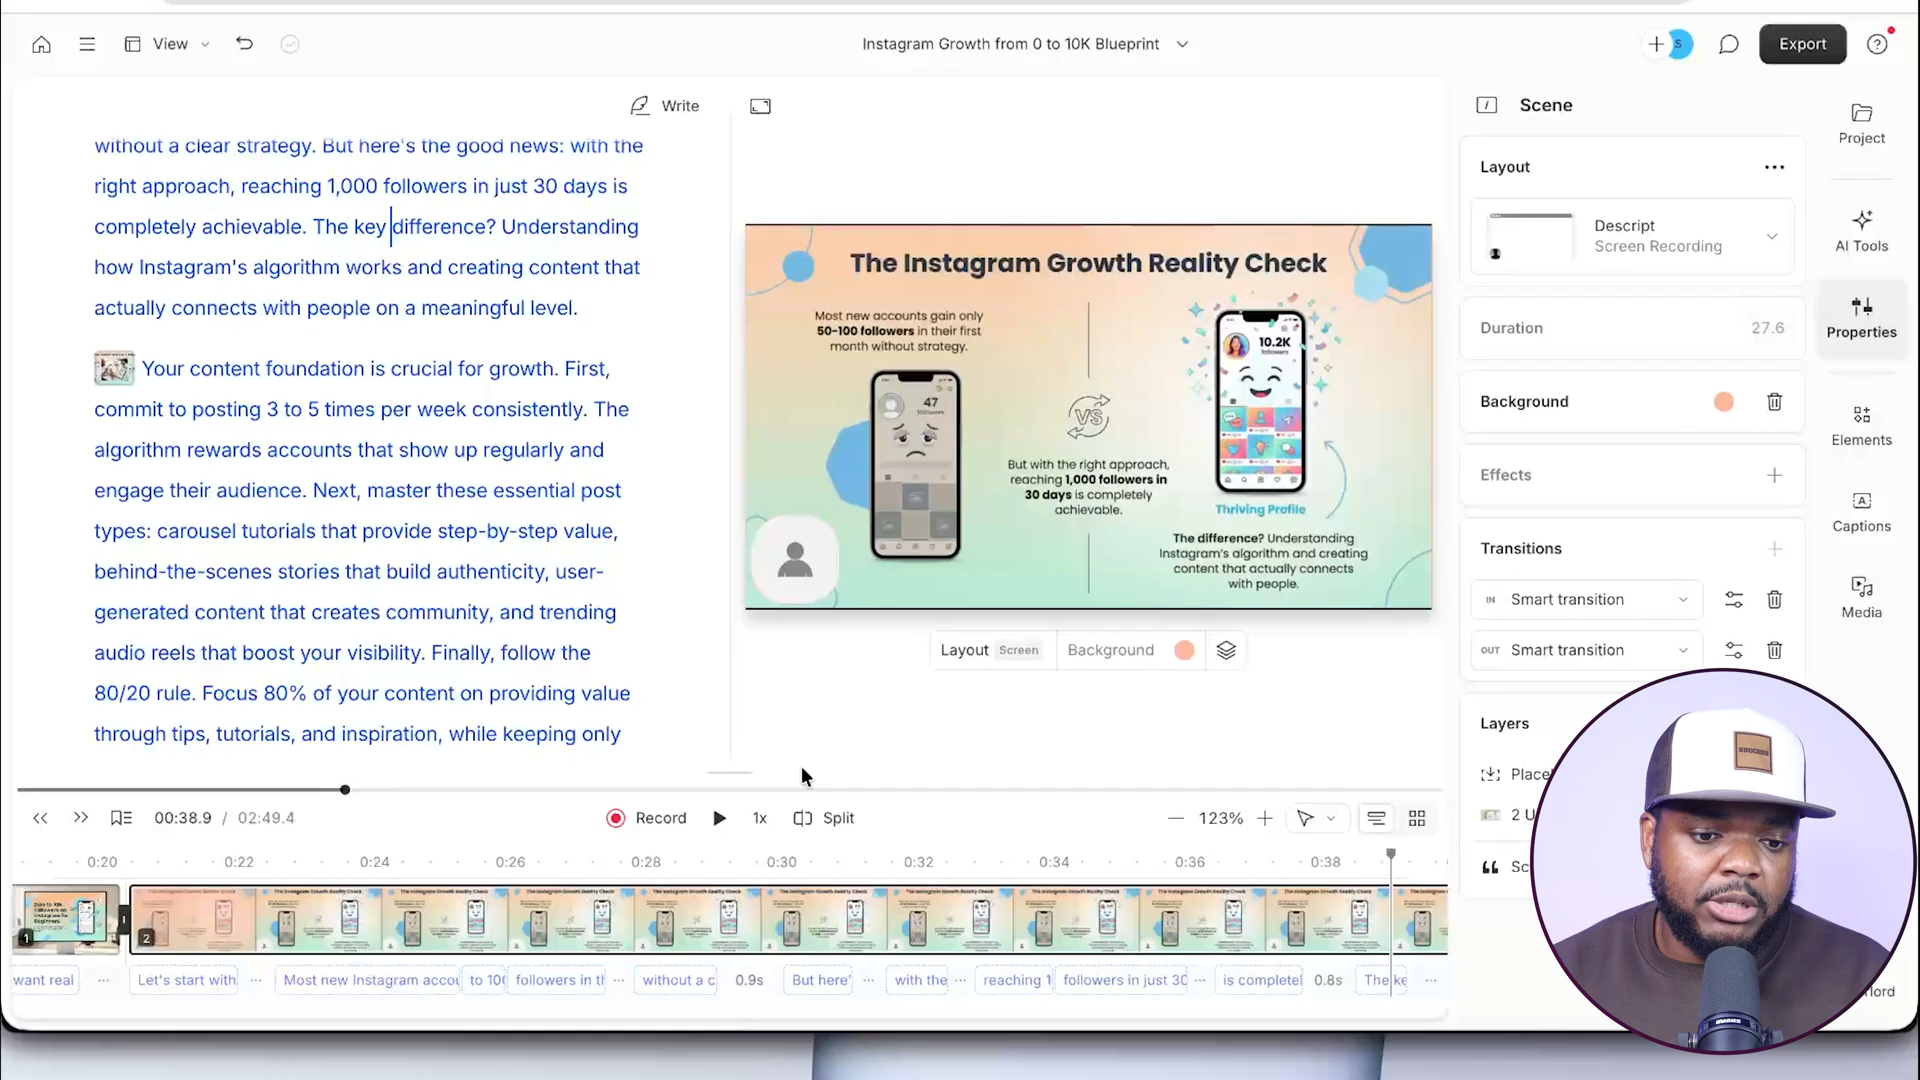 View
Instagram Growth from 0 to 10K Blueprint
S
Export
Write
without a clear strategy. But here's the good news: with the
right approach, reaching 1,000 followers in just 30 days is
completely achievable. The key difference? Understanding
how Instagram's algorithm works and creating content that
actually connects with people on a meaningful level.
Your content foundation is crucial for growth. First,
commit to posting 3 to 5 times per week consistently. The
algorithm rewards accounts that show up regularly and
engage their audience. Next, master these essential post
types: carousel tutorials that provide step-by-step value,
behind-the-scenes stories that build authenticity, user-
generated content that creates community, and trending
audio reels that boost your visibility. Finally, follow the
80/20 rule. Focus 80% of your content on providing value
through tips, tutorials, and inspiration, while keeping only
The Instagram Growth Reality Check
Most new accounts gain only
50-100 followers in their first
month without strategy.
47
followers
VS
But with the right approach,
reaching 1,000 followers in
30 days is completely
achievable.
10.2K
followers
Thriving Profile
The difference? Understanding
Instagram's algorithm and creating
content that actually connects
with people.
Layout Screen
Background
Scene
Layout
Descript
Screen Recording
Duration 27.6
Background
Effects
Transitions
IN Smart transition
OUT Smart transition
Layers
Place
2 U
Sc
Project
AI Tools
Properties
Elements
Captions
Media
00:38.9 / 02:49.4
Record
1x
Split
123%
0:20 0:22 0:24 0:26 0:28 0:30 0:32 0:34 0:36 0:38
1
2
want real
Let's start with
Most new Instagram accou
to 10
followers in th
without a c
0.9s
But here'
with the
reaching 1
followers in just 30
is completel
0.8s
The ke
SUCCESS